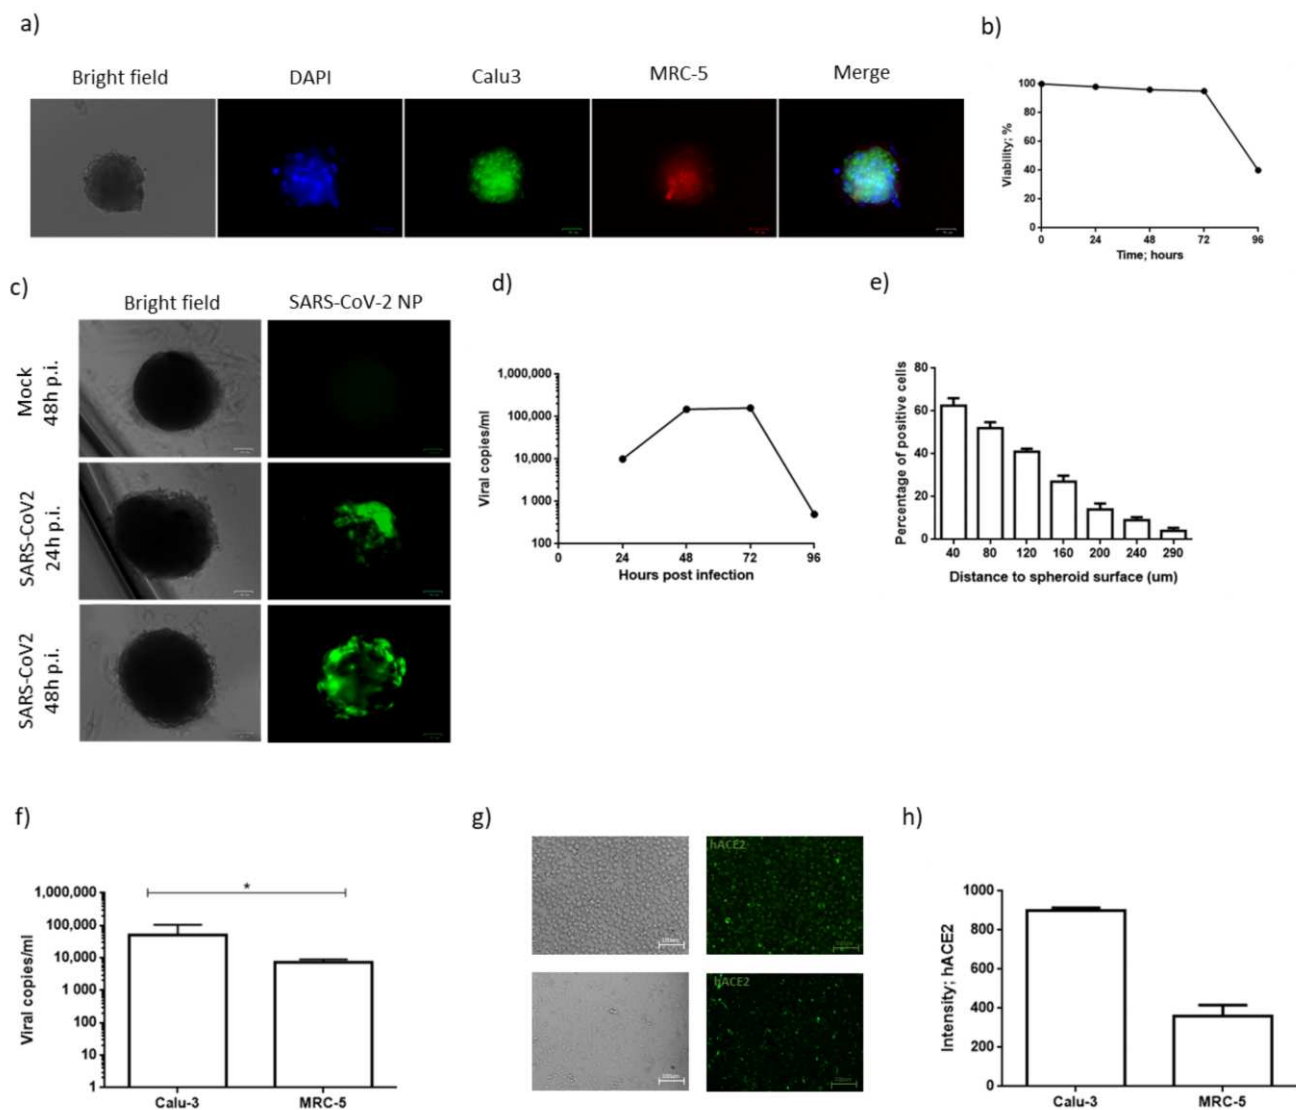 a)
Bright field DAPI Calu3 MRC-5 Merge
b)
Viability; %
100
80
60
40
20
0
0 24 48 72 96
Time; hours
c)
Bright field SARS-CoV-2 NP
Mock
48h p.i.
SARS-CoV2
24h p.i.
SARS-CoV2
48h p.i.
d)
Viral copies/ml
1,000,000
100,000
10,000
1 000
100
0 24 48 72 96
Hours post infection
e)
Percentage of positive cells
80
60
40
20
0
40 80 120 160 200 240 290
Distance to spheroid surface (um)
f)
Viral copies/ml
1,000,000
100,000
10,000
1 000
100
10
1
*
Calu-3 MRC-5
g)
hACE2
hACE2
h)
Intensity; hACE2
1000
800
600
400
200
0
Calu-3 MRC-5